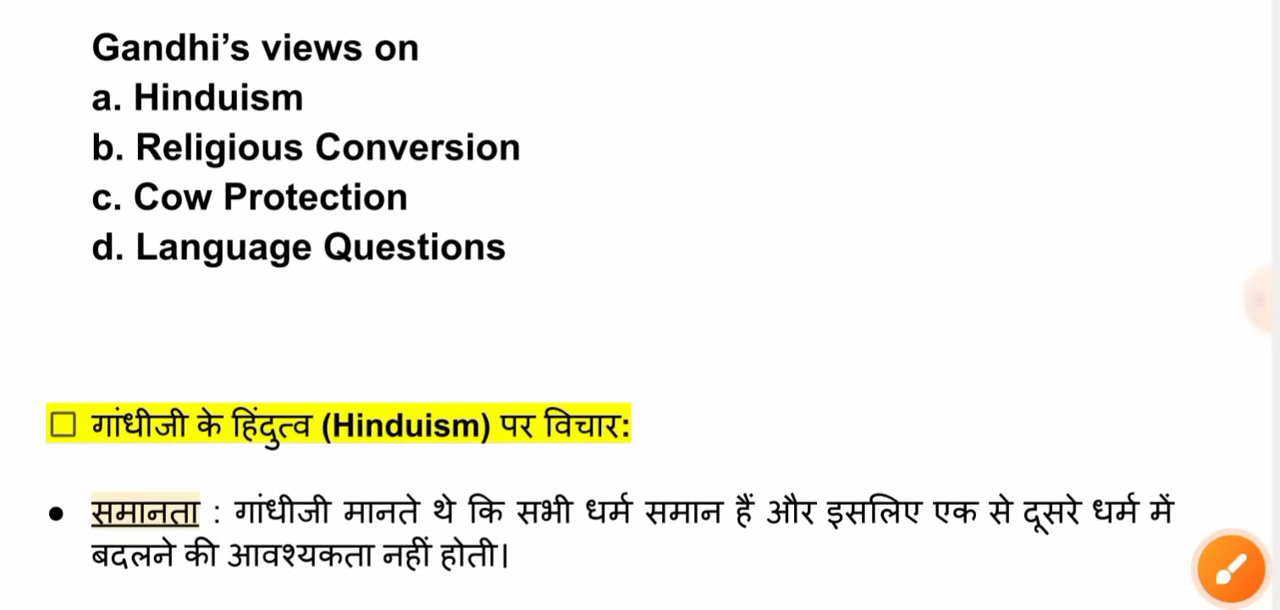 Gandhi’s views on
a. Hinduism
b. Religious Conversion
c. Cow Protection
d. Language Questions
गांधीजी के हिंदुत्व (Hinduism) पर विचार:
● समानता : गांधीजी मानते थे कि सभी धर्म समान हैं और इसलिए एक से दूसरे धर्म में
बदलने की आवश्यकता नहीं होती।